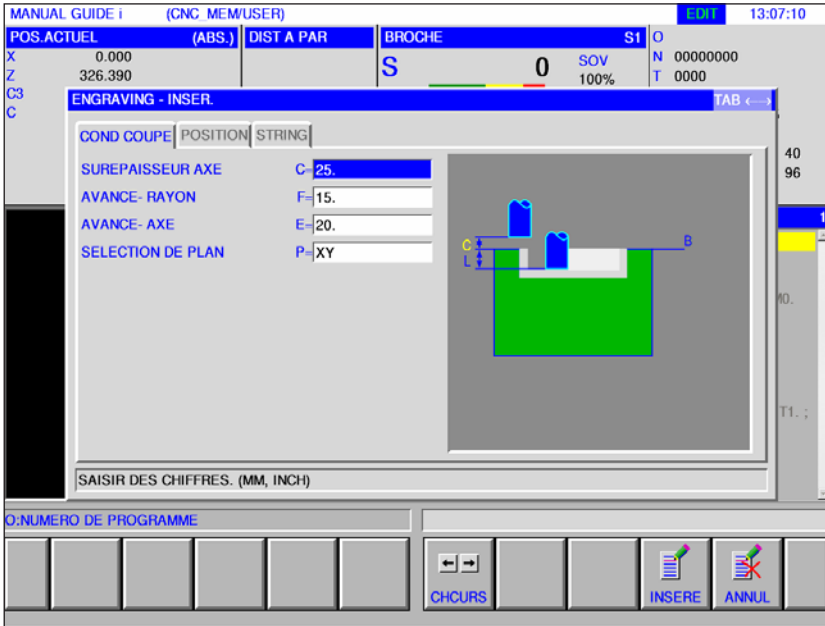 MANUAL GUIDE i (CNC_MEM/USER) EDIT 13:07:10
POS.ACTUEL (ABS.) DIST A PAR BROCHE S1 O
X 0.000 N 00000000
Z 326.390 S 0 SOV 100% T 0000
C3
C
ENGRAVING - INSER. TAB ←→
COND COUPE POSITION STRING
SUREPAISSEUR AXE C= 25.
AVANCE- RAYON F= 15.
AVANCE- AXE E= 20.
SELECTION DE PLAN P= XY
C
L
B
40
96
1
M0.
T1. ;
SAISIR DES CHIFFRES. (MM, INCH)
O:NUMERO DE PROGRAMME
CHCURS INSERE ANNUL